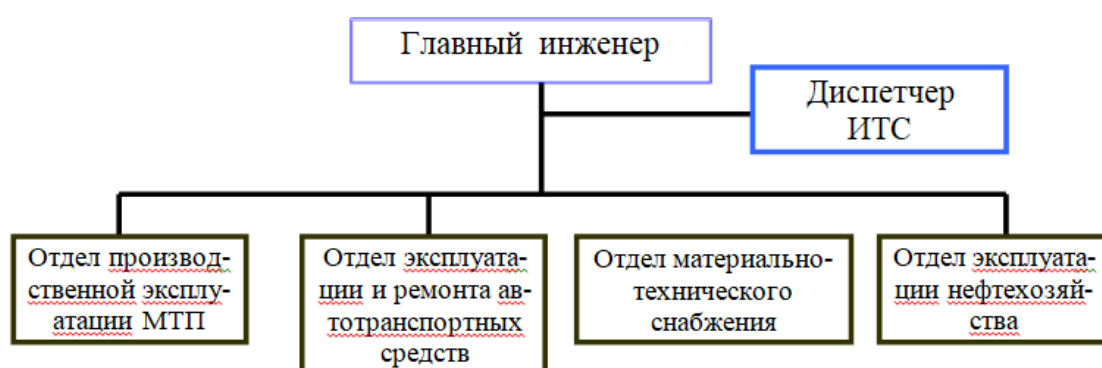 Главный инженер
Диспетчер
ИТС
Отдел производ-
ственной эксплу-
атации МТП
Отдел эксплуата-
ции и ремонта ав-
тотранспортных
средств
Отдел материально-
технического
снабжения
Отдел эксплуата-
ции нефтехозяй-
ства